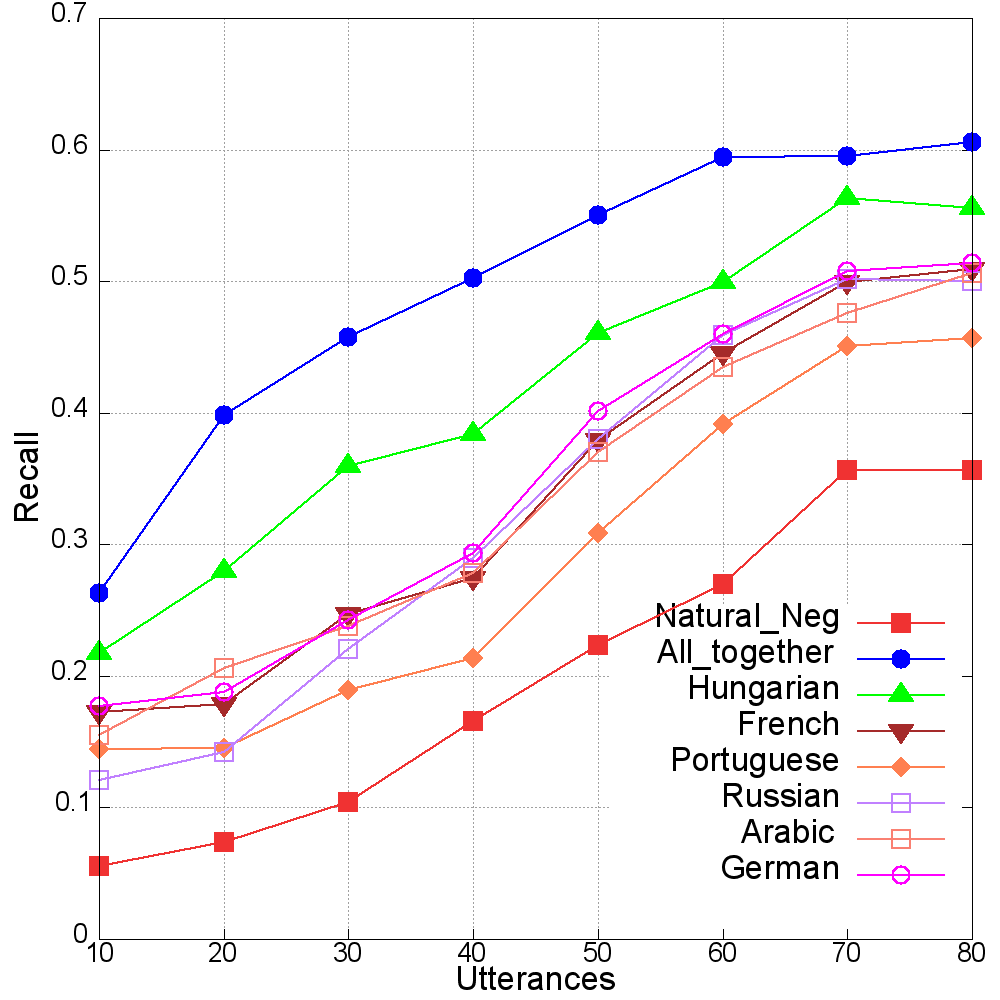 0.7
0.6
0.5
0.4
0.3
0.2
0.1
0
Recall
Natural_Neg
All_together
Hungarian
French
Portuguese
Russian
Arabic
German
10 20 30 40 50 60 70 80
Utterances